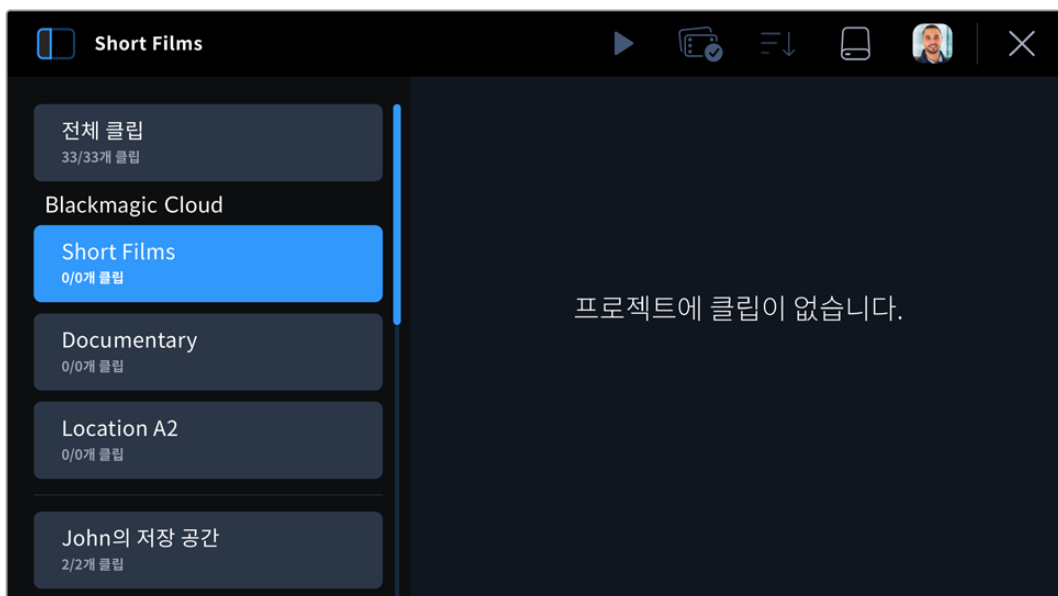 Short Films
전체 클립
33/33개 클립
Blackmagic Cloud
Short Films
0/0개 클립
Documentary
0/0개 클립
Location A2
0/0개 클립
John의 저장 공간
2/2개 클립
프로젝트에 클립이 없습니다.